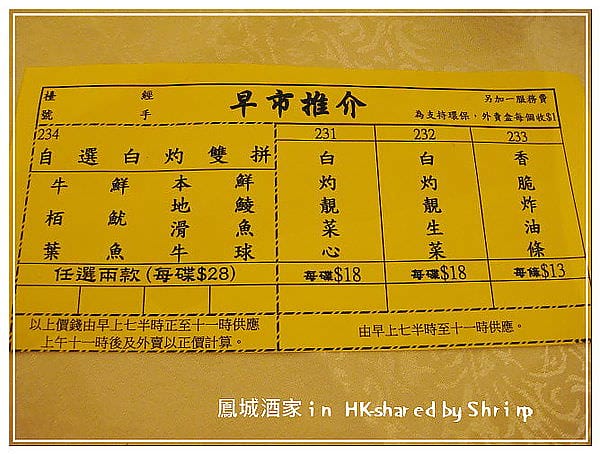 檯號
經手
早市推介
另加一服務費
為支持環保，外賣盒每個收$1
234
自選白灼雙拼
牛栢葉
鮮魷魚
本地滑牛
鮮鯪魚球
任選兩款(每碟$28)
231
白灼靚菜心
每碟$18
232
白灼靚生菜
每碟$18
233
香脆炸油條
每條$13
以上價錢由早上七半時正至十一時供應
上午十一時後及外賣以正價計算。
由早上七半時至十一時供應。
鳳城酒家 in HK-shared by Shrimp